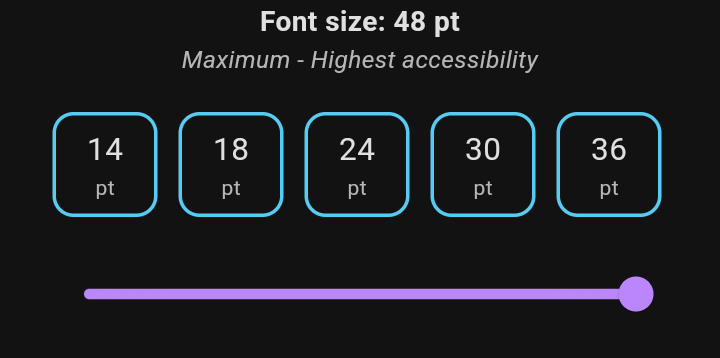 Font size: 48 pt
Maximum - Highest accessibility
14 18 24 30 36
pt pt pt pt pt